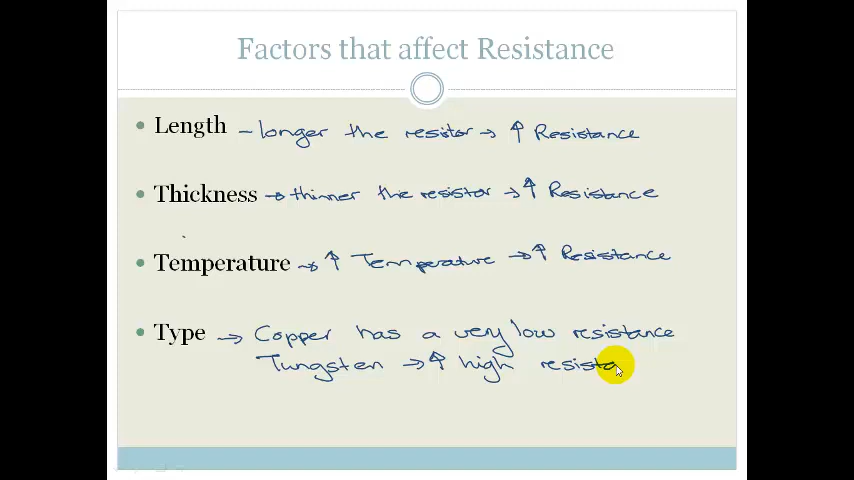 Factors that affect Resistance
• Length – longer the resistor → ↑ Resistance
• Thickness → thinner the resistor → ↑ Resistance
• Temperature → ↑ Temperature → ↑ Resistance
• Type → Copper has a very low resistance
Tungsten → ↑ high resista